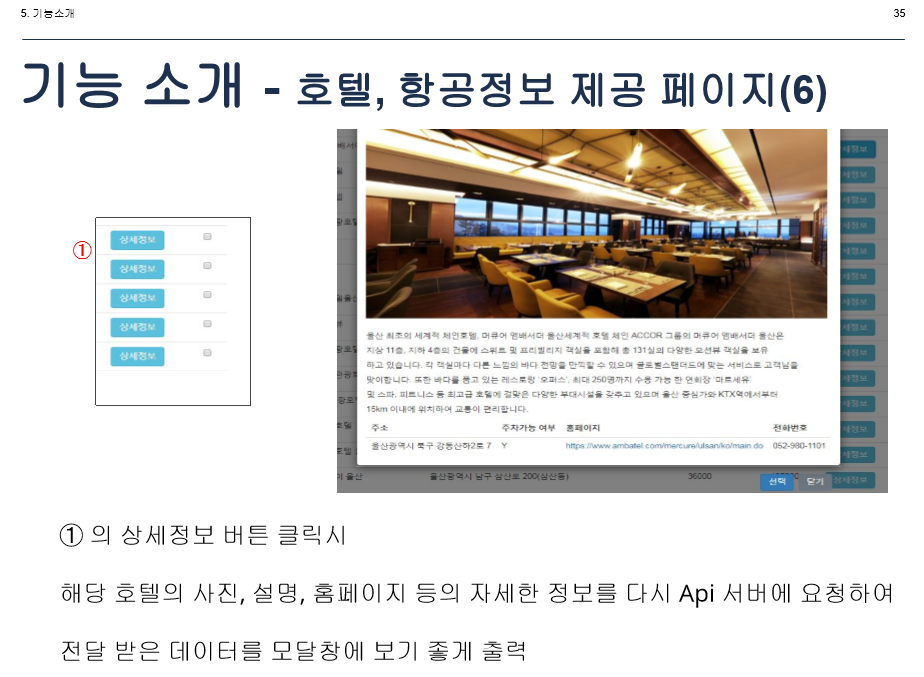 5. 기능소개
35
기능 소개 - 호텔, 항공정보 제공 페이지(6)
①
상세정보
상세정보
상세정보
상세정보
상세정보
울산 최초의 세계적 체인호텔, 머큐어 앰배서더 울산세계적 호텔 체인 ACCOR 그룹의 머큐어 앰배서더 울산은
지상 11층, 지하 4층의 건물에 스위트 및 프리빌리지 객실을 포함해 총 131실의 다양한 오션뷰 객실을 보유
하고 있습니다. 각 객실마다 다른 느낌의 바다 전망을 만끽할 수 있으며 글로벌스탠더드에 맞는 서비스로 고객님을
맞이합니다. 또한 바다를 품고 있는 레스토랑 '오퍼스', 최대 250명까지 수용 가능 한 연회장 '마르세유'
및 스파, 피트니스 등 최고급 호텔에 걸맞은 다양한 부대시설을 갖추고 있으며 울산 중심가와 KTX역에서부터
15km 이내에 위치하여 교통이 편리합니다.
주소 주차가능 여부 홈페이지 전화번호
울산광역시 북구 강동산하2로 7 Y https://www.ambatel.com/mercure/ulsan/ko/main.do 052-980-1101
울산 울산광역시 남구 삼산로 200(삼산동) 36000 상세정보
선택 닫기
① 의 상세정보 버튼 클릭시
해당 호텔의 사진, 설명, 홈페이지 등의 자세한 정보를 다시 Api 서버에 요청하여
전달 받은 데이터를 모달창에 보기 좋게 출력